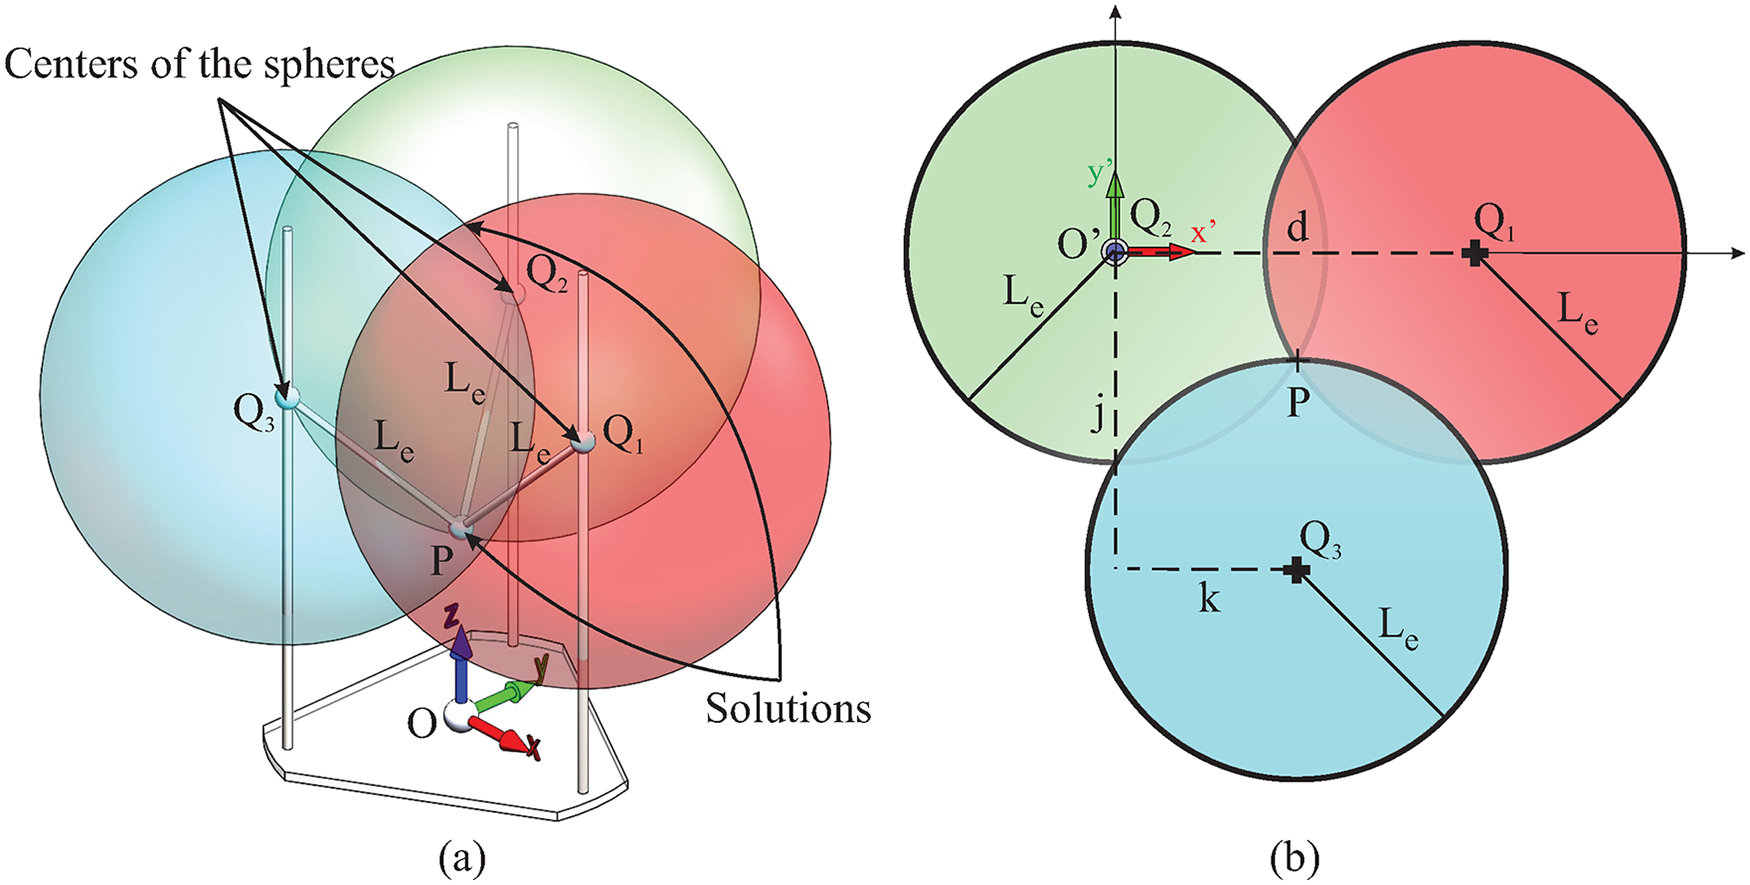 Centers of the spheres
Q₂
Lₑ
Q₃
Lₑ
Lₑ
Q₁
P
z
y
O
x
Solutions
(a)
y’
Q₂
O’
x’
d
Q₁
Lₑ
Lₑ
j
P
Q₃
k
Lₑ
(b)